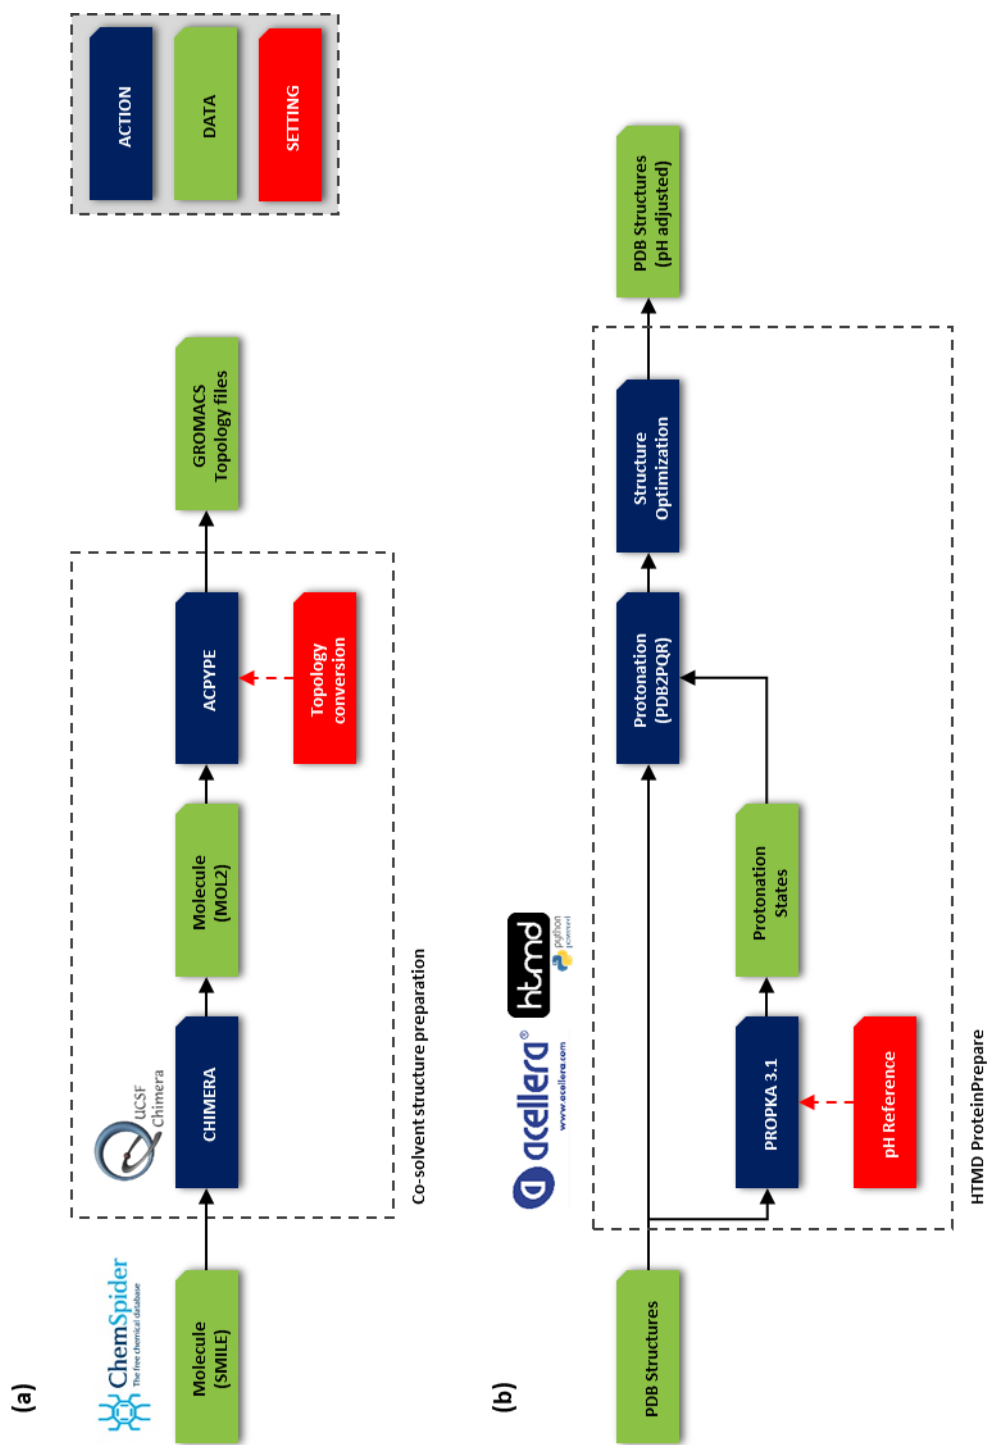 (a)
ChemSpider
The free chemical database
Molecule
(SMILE)
UCSF
Chimera
CHIMERA
Molecule
(MOL2)
ACPYPE
Topology
conversion
GROMACS
Topology files
Co-solvent structure preparation
ACTION
DATA
SETTING
(b)
acellera®
www.acellera.com
htmd
python
powered
PDB Structures
PROPKA 3.1
pH Reference
Protonation
States
Protonation
(PDB2PQR)
Structure
Optimization
PDB Structures
(pH adjusted)
HTMD ProteinPrepare